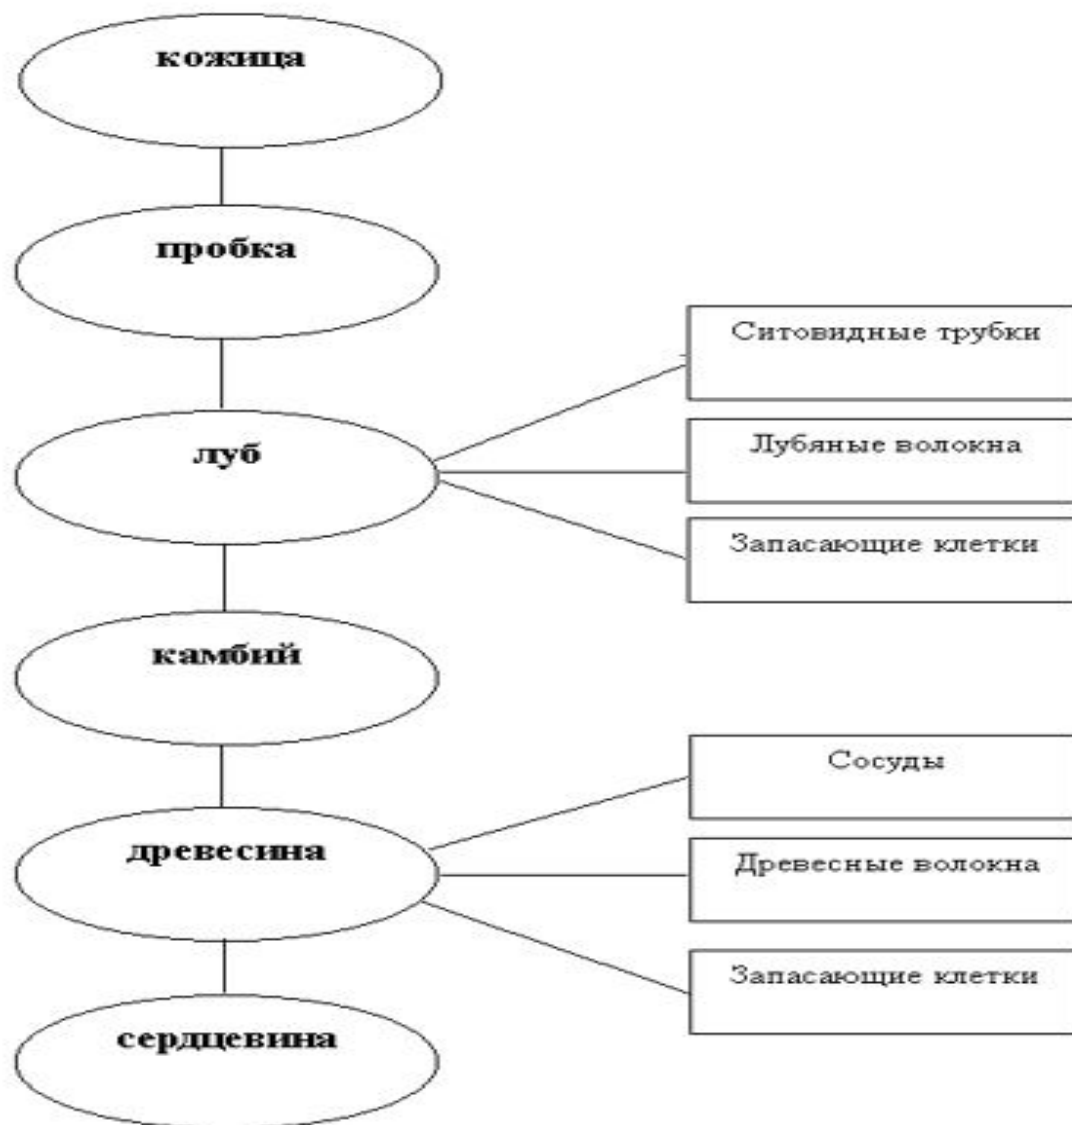 кожица
пробка
луб
Ситовидные трубки
Лубяные волокна
Запасающие клетки
камбий
древесина
Сосуды
Древесные волокна
Запасающие клетки
сердцевина